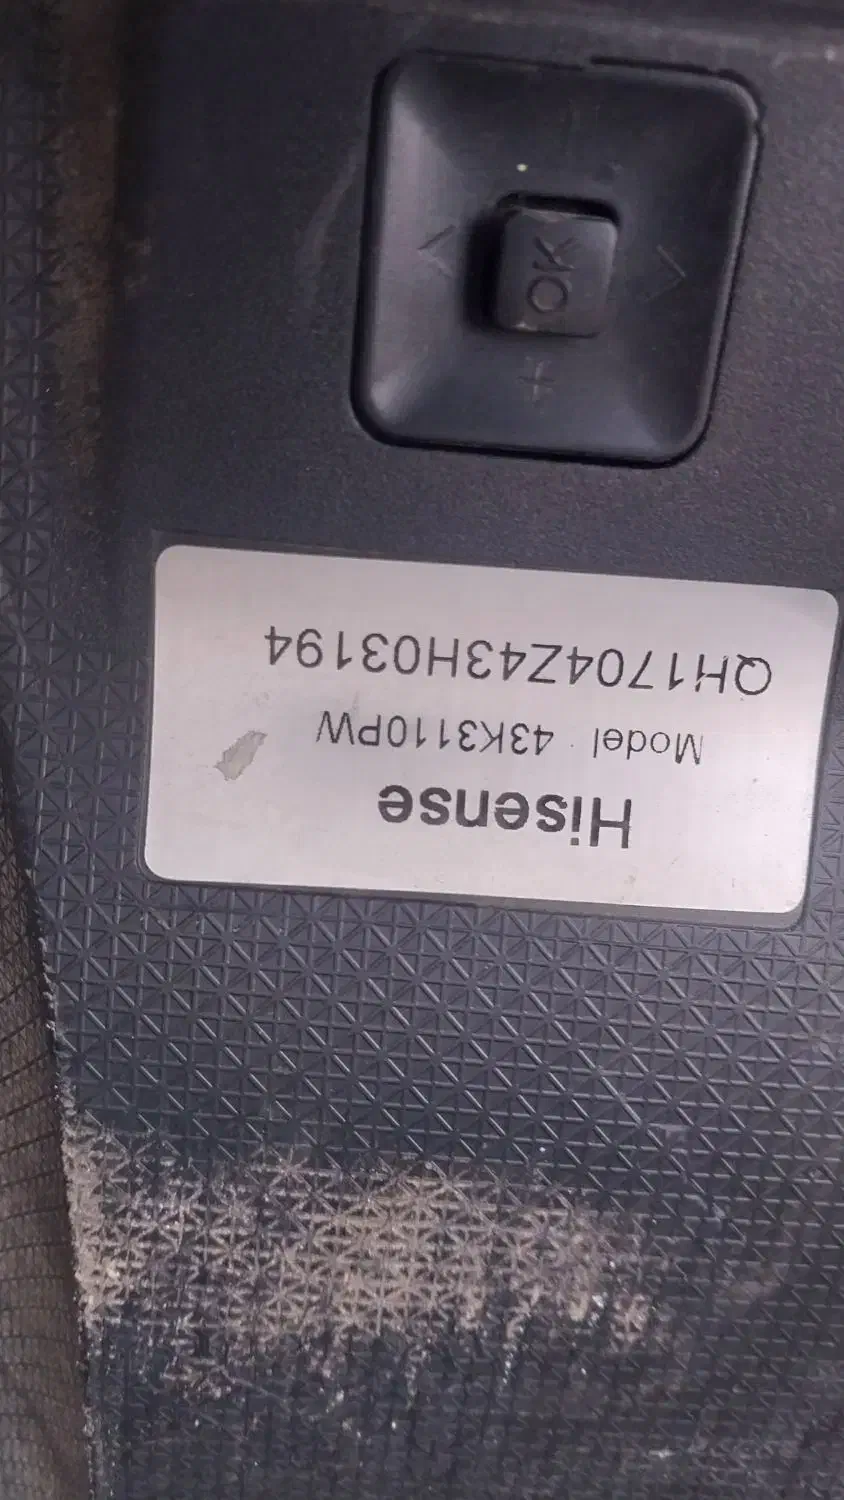 OK
+
Hisense
Model 43K3110PW
QH1704Z43H03194